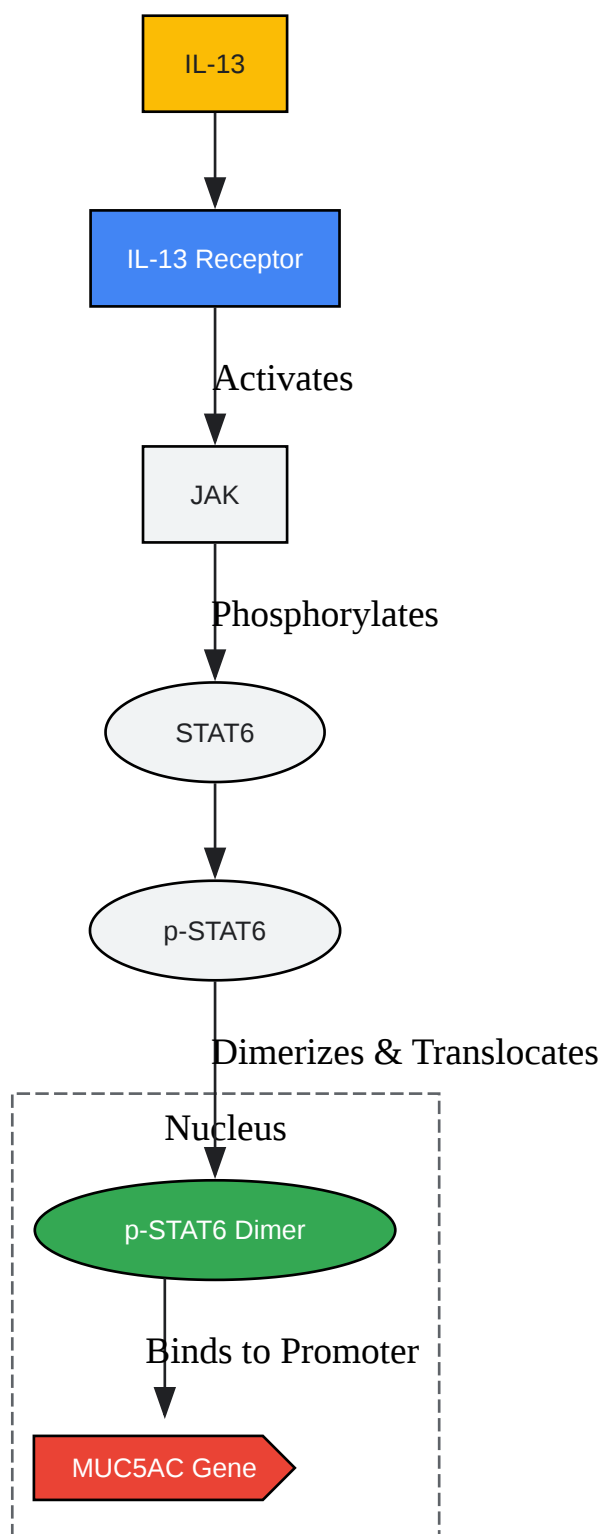 IL-13
IL-13 Receptor
Activates
JAK
Phosphorylates
STAT6
p-STAT6
Dimerizes & Translocates
Nucleus
p-STAT6 Dimer
Binds to Promoter
MUC5AC Gene